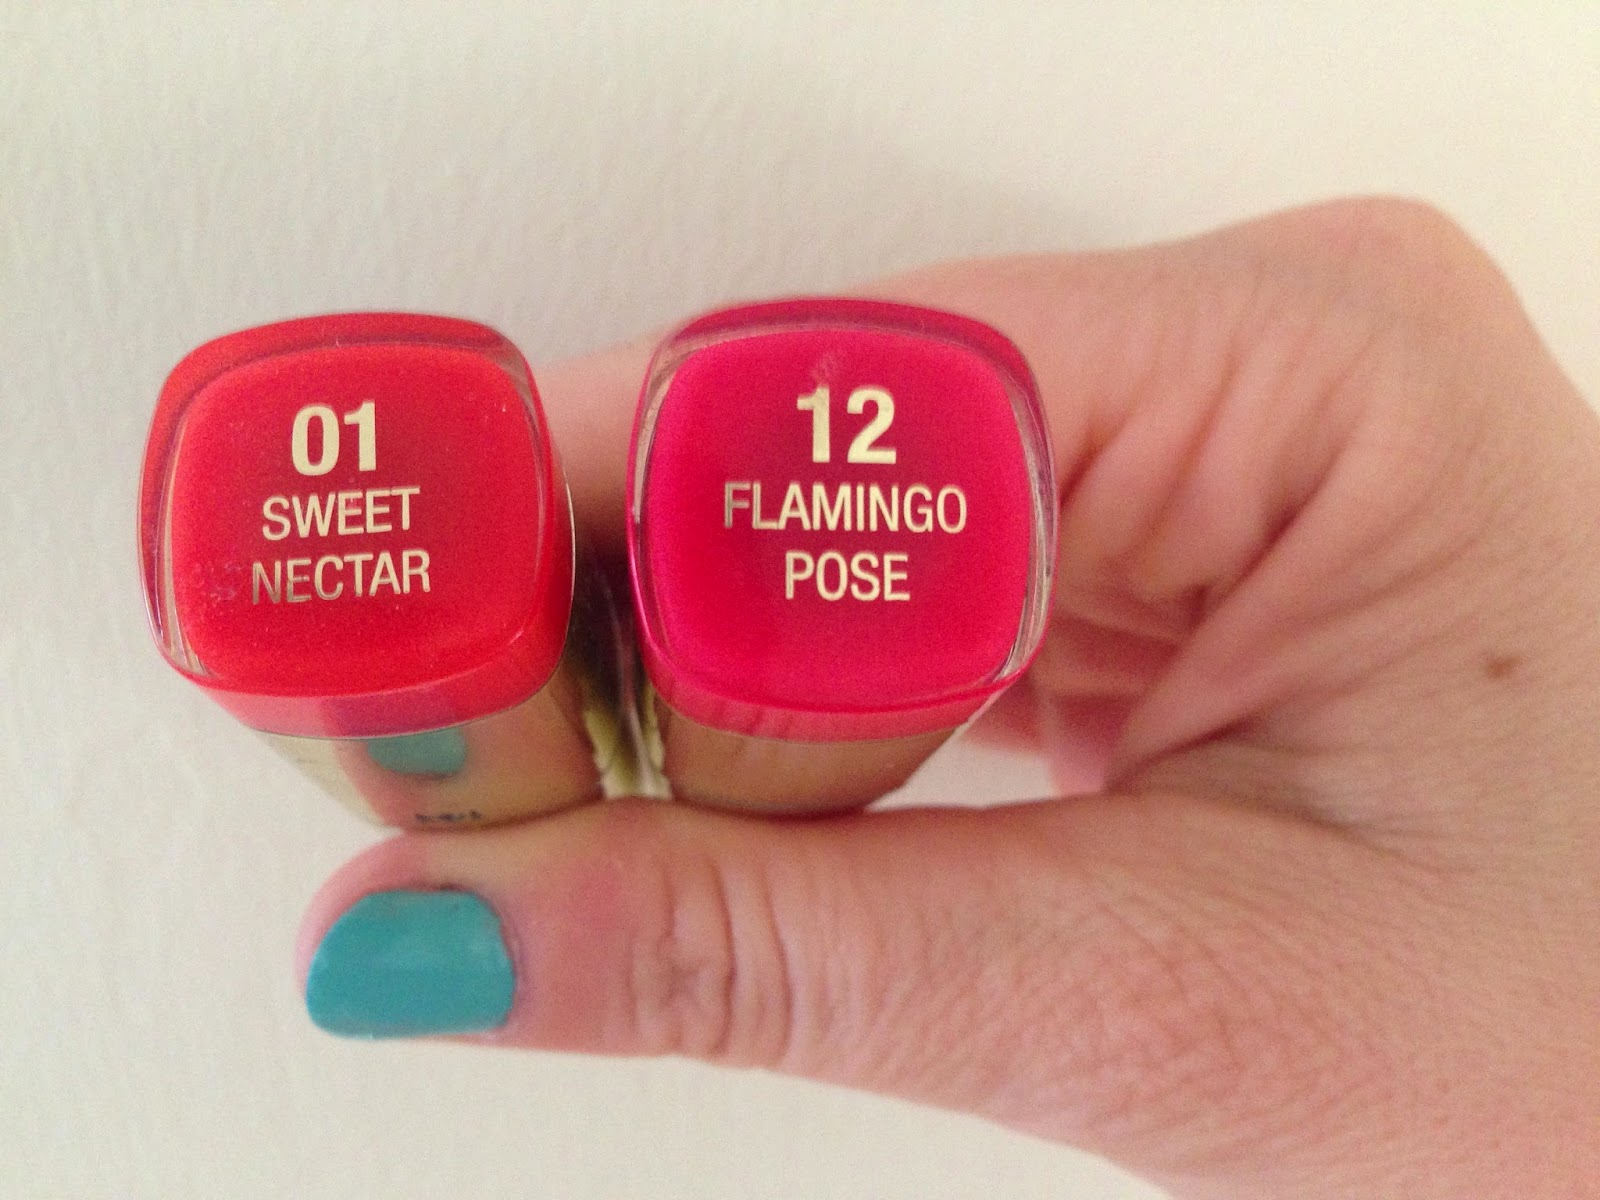 01
SWEET
NECTAR
12
FLAMINGO
POSE